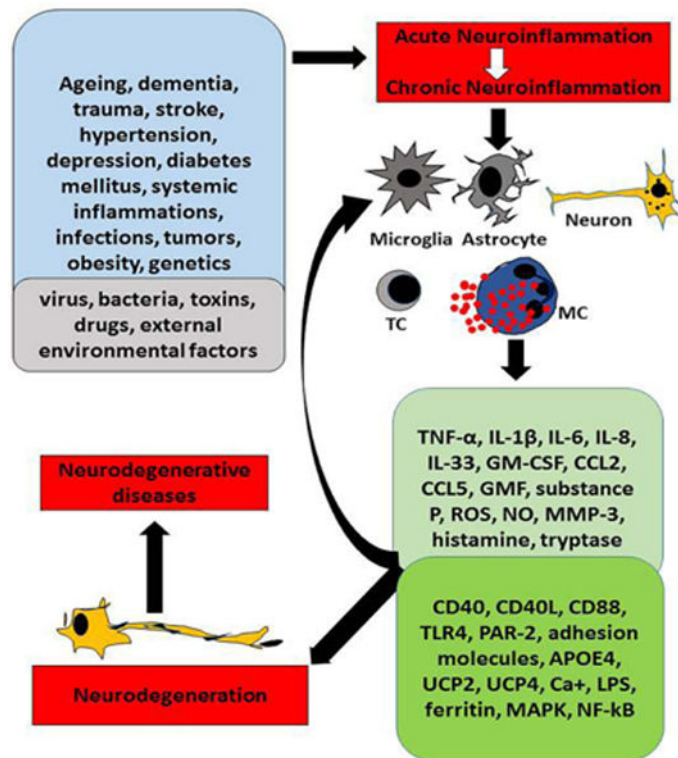 Ageing, dementia,
trauma, stroke,
hypertension,
depression, diabetes
mellitus, systemic
inflammations,
infections, tumors,
obesity, genetics
virus, bacteria, toxins,
drugs, external
environmental factors
Acute Neuroinflammation
Chronic Neuroinflammation
Microglia
Astrocyte
Neuron
TC
MC
TNF-α, IL-1β, IL-6, IL-8,
IL-33, GM-CSF, CCL2,
CCL5, GMF, substance
P, ROS, NO, MMP-3,
histamine, tryptase
CD40, CD40L, CD88,
TLR4, PAR-2, adhesion
molecules, APOE4,
UCP2, UCP4, Ca+, LPS,
ferritin, MAPK, NF-kB
Neurodegeneration
Neurodegenerative
diseases